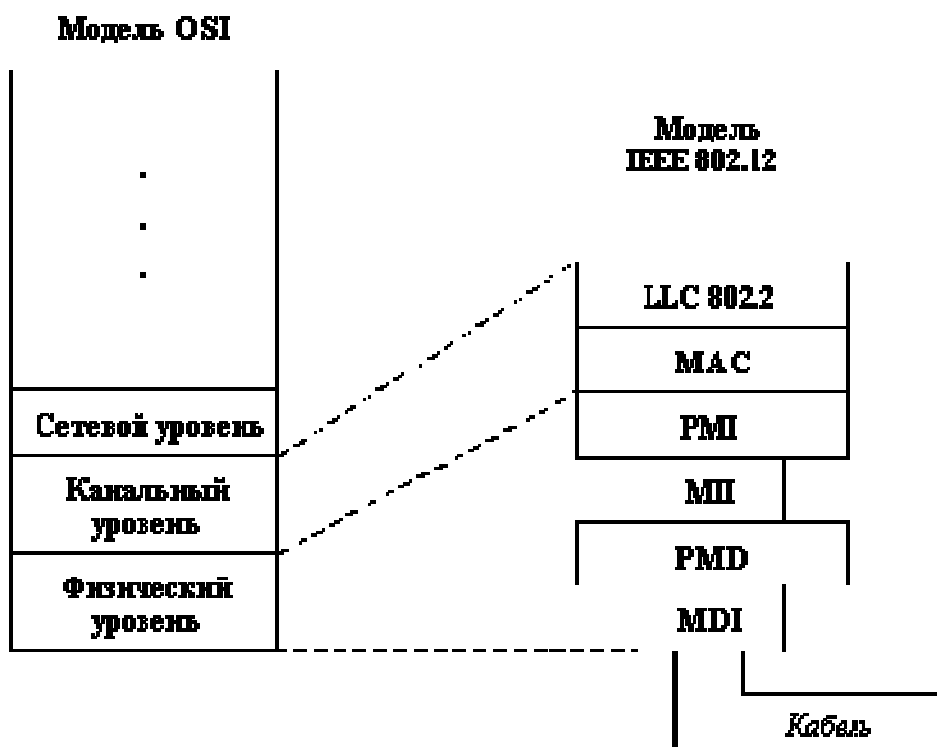 Модель OSI
Модель
IEEE 802.12
LLC 802.2
MAC
Сетевой уровень
PMI
Канальный
уровень
MII
PMD
Физический
уровень
MDI
Кабель